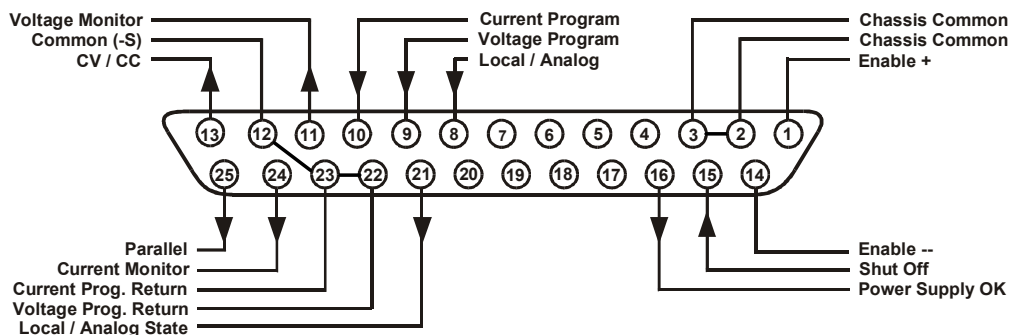 Voltage Monitor
Common (-S)
CV / CC
Current Program
Voltage Program
Local / Analog
Chassis Common
Chassis Common
Enable +
13 12 11 10 9 8 7 6 5 4 3 2 1
25 24 23 22 21 20 19 18 17 16 15 14
Parallel
Current Monitor
Current Prog. Return
Voltage Prog. Return
Local / Analog State
Enable --
Shut Off
Power Supply OK